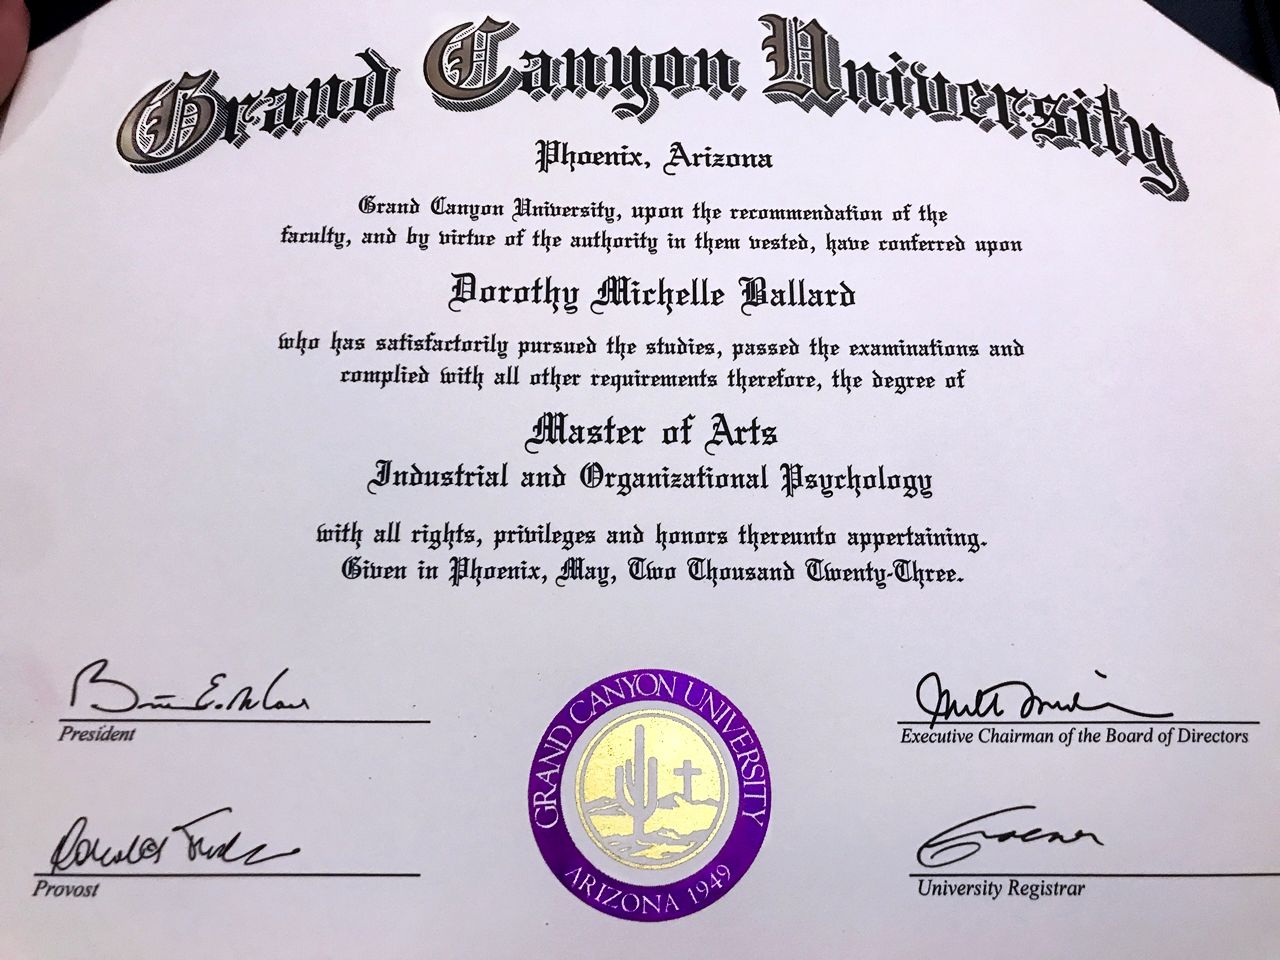 Grand Canyon University
Phoenix, Arizona
Grand Canyon University, upon the recommendation of the
faculty, and by virtue of the authority in them vested, have conferred upon
Dorothy Michelle Ballard
who has satisfactorily pursued the studies, passed the examinations and
complied with all other requirements therefore, the degree of
Master of Arts
Industrial and Organizational Psychology
with all rights, privileges and honors thereunto appertaining.
Given in Phoenix, May, Two Thousand Twenty-Three.
President
Executive Chairman of the Board of Directors
GRAND CANYON UNIVERSITY
ARIZONA 1949
Provost
University Registrar